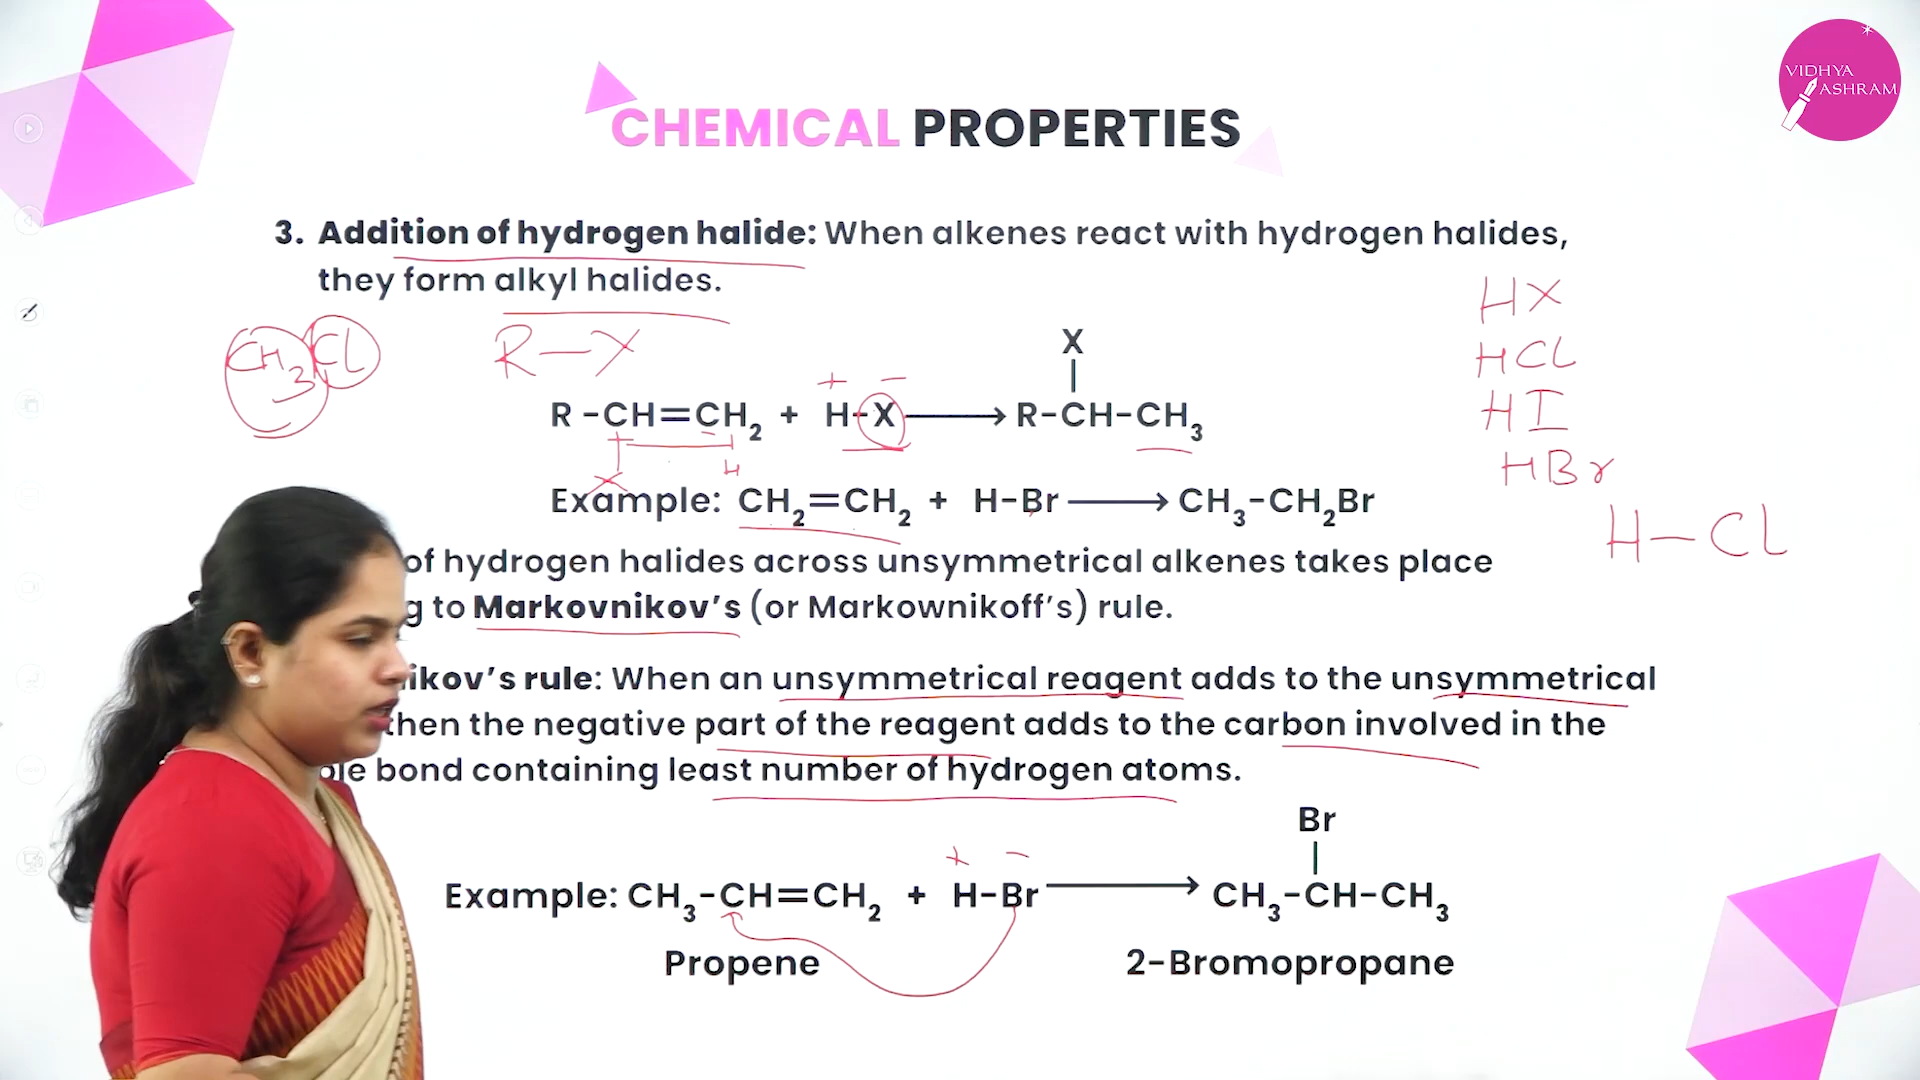 VIDHYA
ASHRAM
CHEMICAL PROPERTIES
3. Addition of hydrogen halide: When alkenes react with hydrogen halides,
they form alkyl halides.
HX
CH₃ Cl
R—X
HCl
X
+ −
HI
R-CH=CH₂ + H-X ⟶ R-CH-CH₃
+ −
H
X
HBr
Example: CH₂=CH₂ + H-Br ⟶ CH₃-CH₂Br
H—Cl
of hydrogen halides across unsymmetrical alkenes takes place
g to Markovnikov's (or Markownikoff's) rule.
ikov's rule: When an unsymmetrical reagent adds to the unsymmetrical
then the negative part of the reagent adds to the carbon involved in the
ble bond containing least number of hydrogen atoms.
Br
+ −
Example: CH₃-CH=CH₂ + H-Br ⟶ CH₃-CH-CH₃
Propene 2-Bromopropane